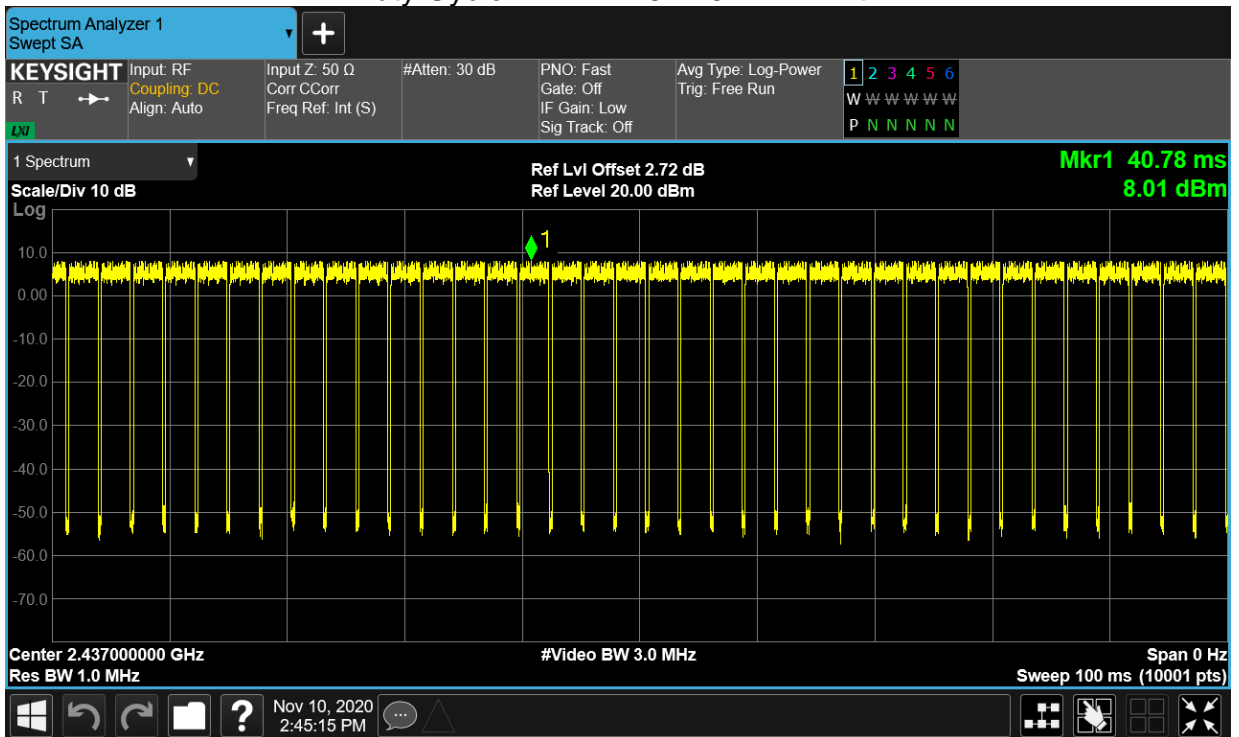 Spectrum Analyzer 1
Swept SA
KEYSIGHT
R T
LXI
Input: RF
Coupling: DC
Align: Auto
Input Z: 50 Ω
Corr CCorr
Freq Ref: Int (S)
#Atten: 30 dB
PNO: Fast
Gate: Off
IF Gain: Low
Sig Track: Off
Avg Type: Log-Power
Trig: Free Run
1 2 3 4 5 6
W W W W W W
P N N N N N
1 Spectrum
Scale/Div 10 dB
Log
Ref Lvl Offset 2.72 dB
Ref Level 20.00 dBm
Mkr1 40.78 ms
8.01 dBm
1
10.0
0.00
-10.0
-20.0
-30.0
-40.0
-50.0
-60.0
-70.0
Center 2.437000000 GHz
Res BW 1.0 MHz
#Video BW 3.0 MHz
Span 0 Hz
Sweep 100 ms (10001 pts)
?
Nov 10, 2020
2:45:15 PM